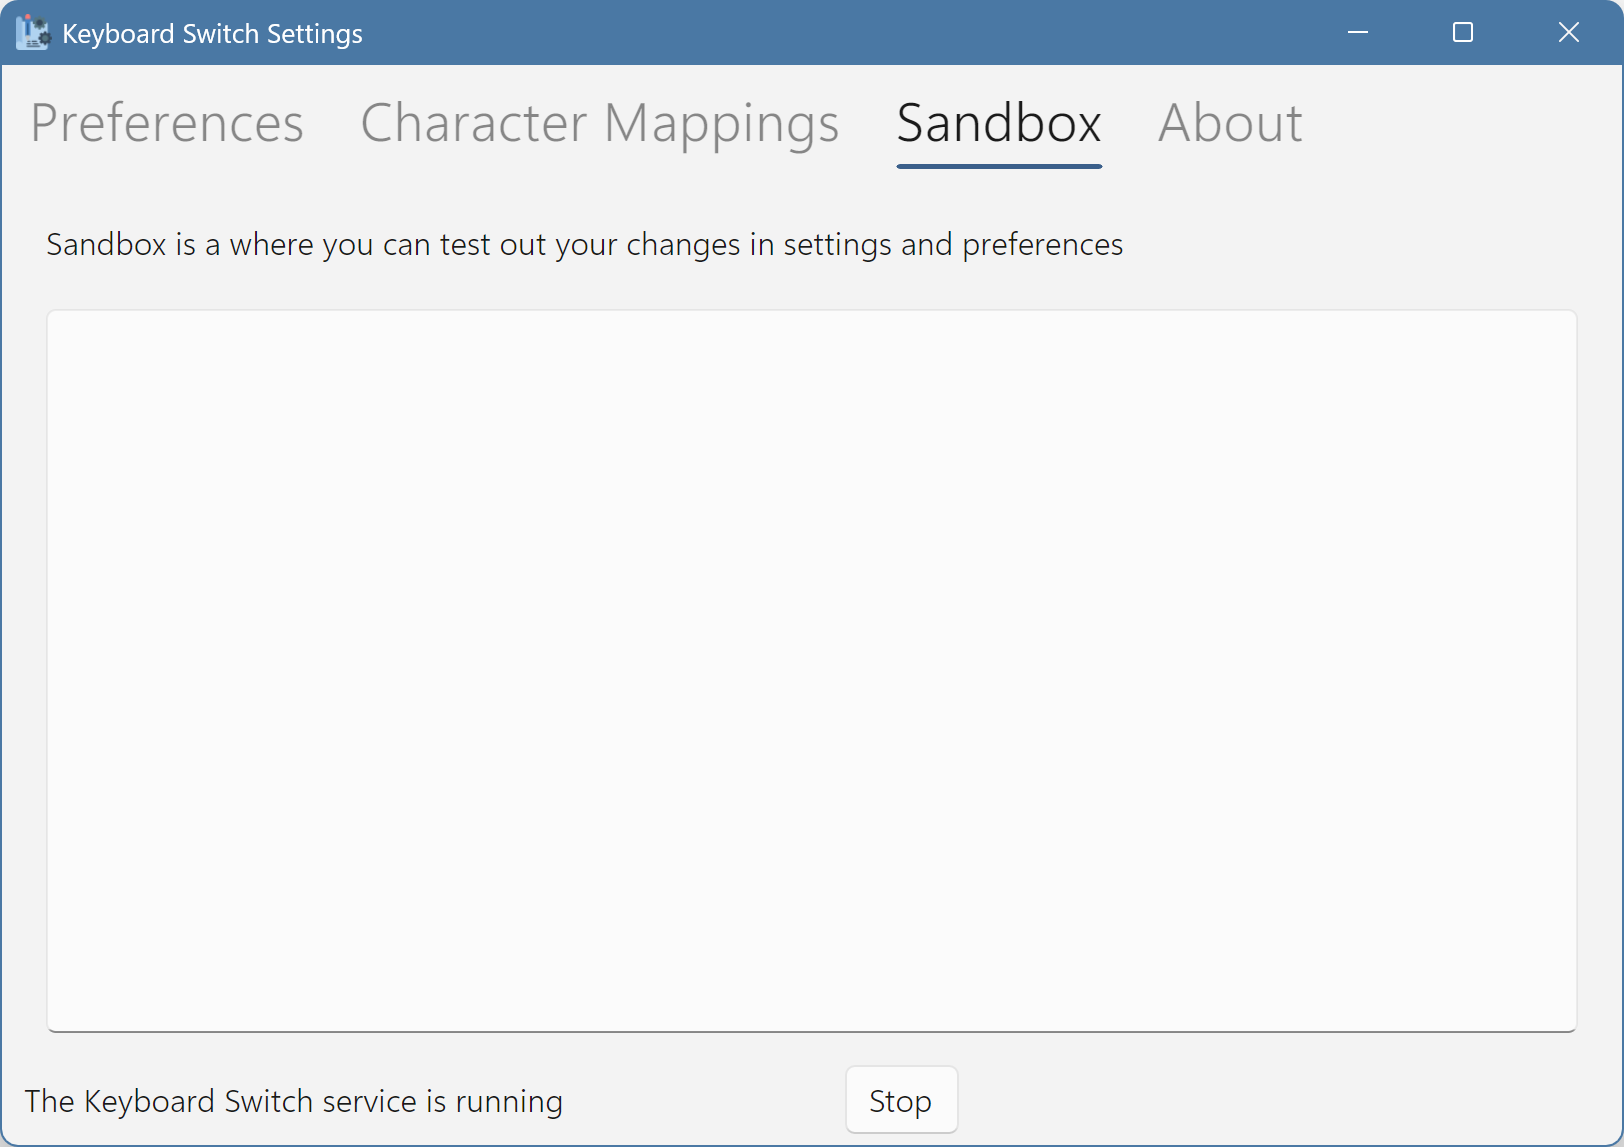 Keyboard Switch Settings
Preferences Character Mappings Sandbox About
Sandbox is a where you can test out your changes in settings and preferences
The Keyboard Switch service is running Stop